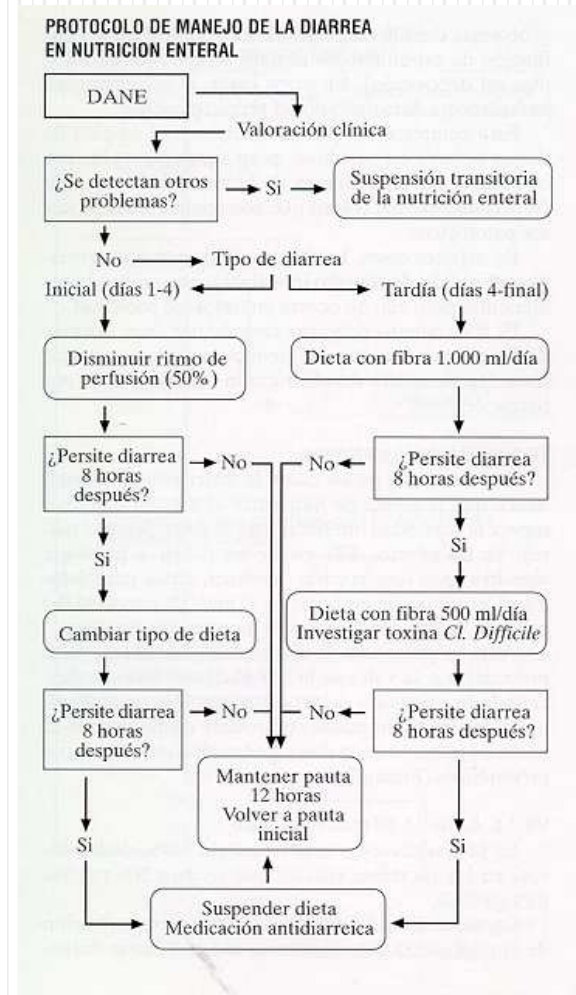 PROTOCOLO DE MANEJO DE LA DIARREA
EN NUTRICION ENTERAL
DANE
Valoración clínica
¿Se detectan otros
problemas?
Si
Suspensión transitoria
de la nutrición enteral
No
Tipo de diarrea
Inicial (días 1-4)
Tardía (días 4-final)
Disminuir ritmo de
perfusión (50%)
Dieta con fibra 1.000 ml/día
¿Persite diarrea
8 horas
después?
No
No
¿Persite diarrea
8 horas
después?
Si
Si
Cambiar tipo de dieta
Dieta con fibra 500 ml/día
Investigar toxina Cl. Difficile
¿Persite diarrea
8 horas
después?
No
No
¿Persite diarrea
8 horas después?
Mantener pauta
12 horas
Volver a pauta
inicial
Si
Si
Suspender dieta
Medicación antidiarreica